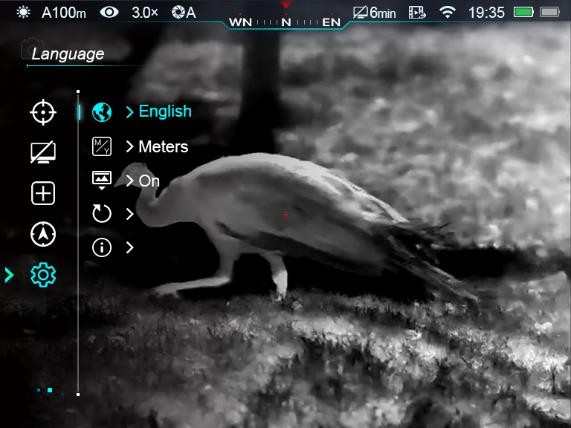 A100m 3.0× A 6min 19:35
WN N EN
Language
English
M/Y Meters
On